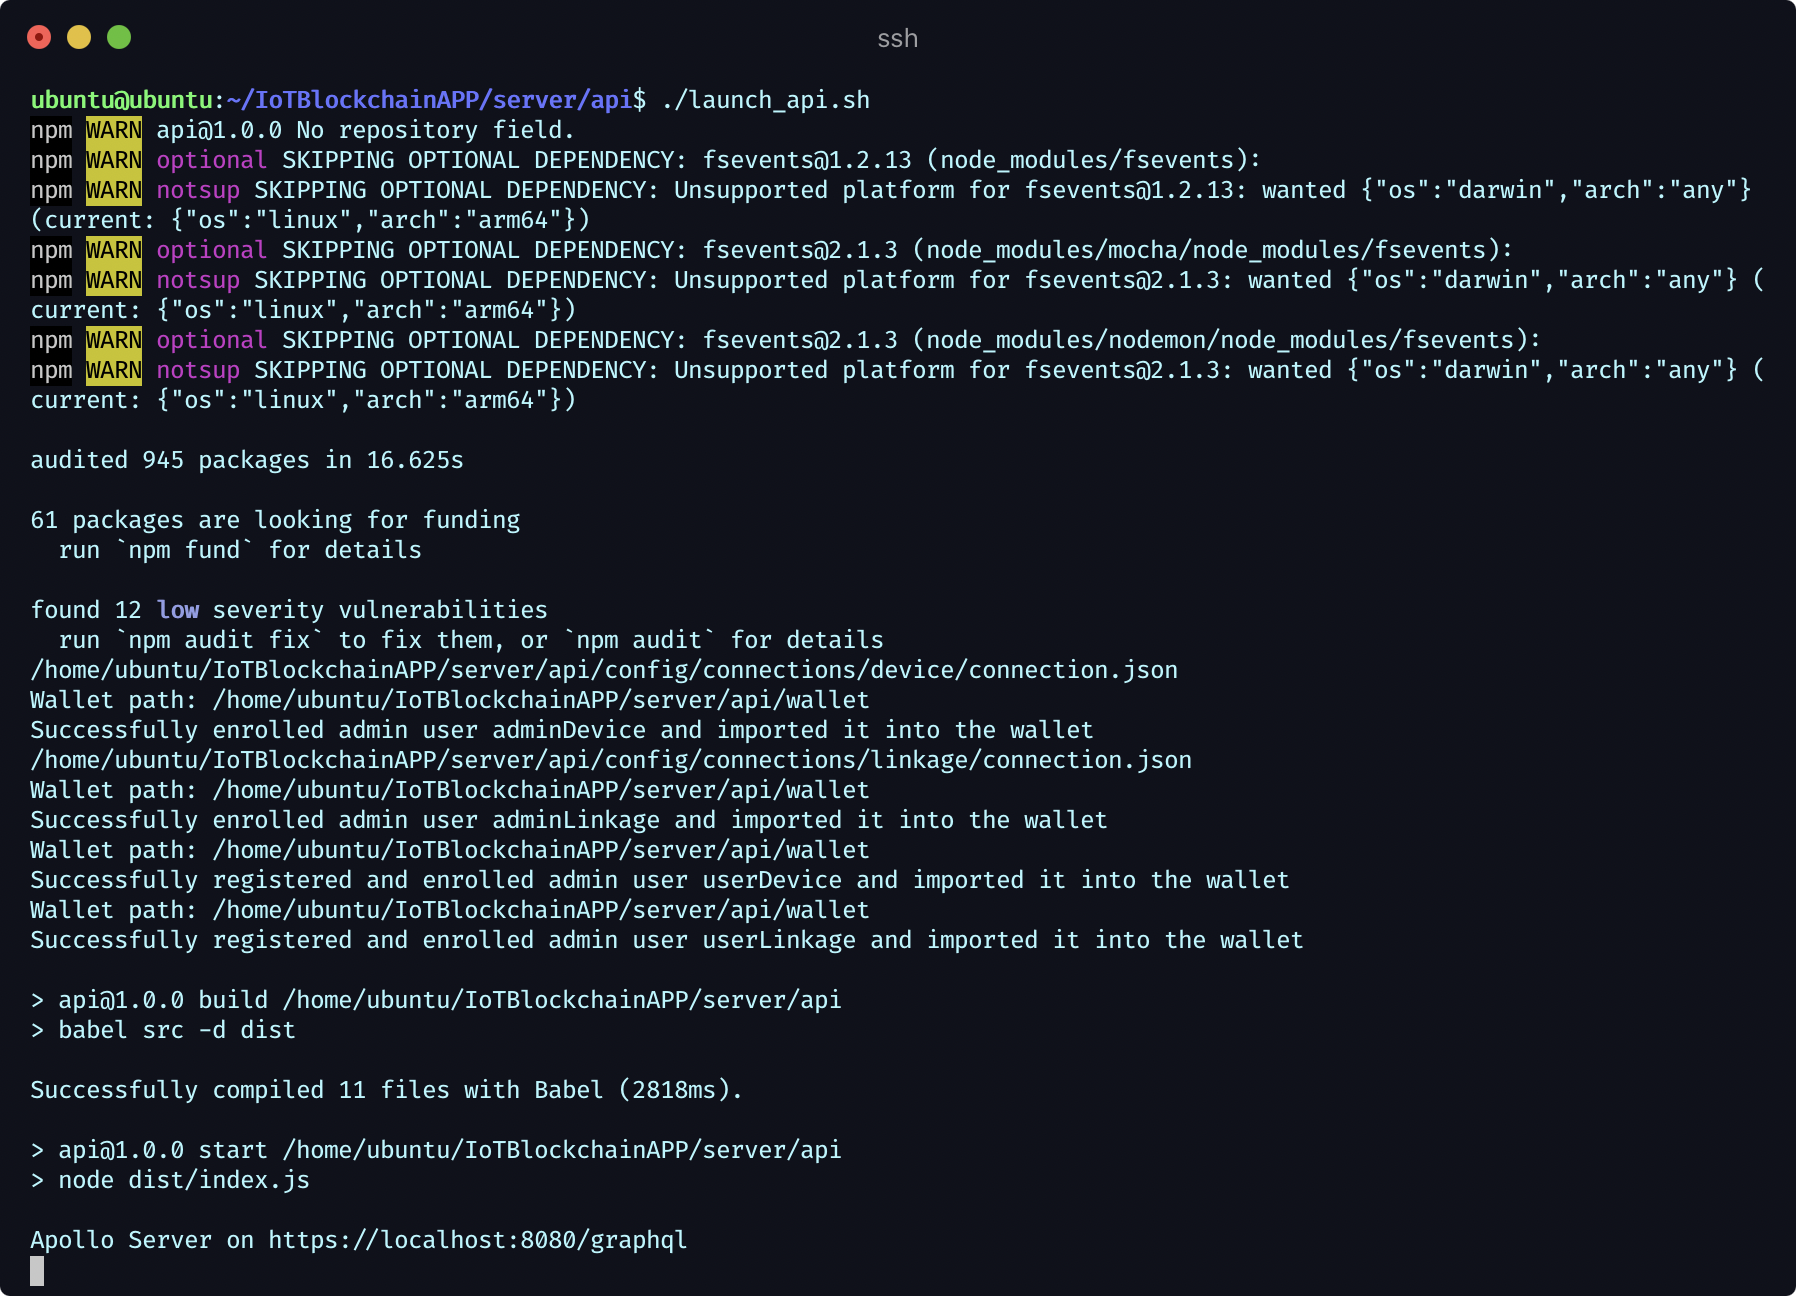 ssh
ubuntu@ubuntu:~/IoTBlockchainAPP/server/api$ ./launch_api.sh
npm WARN api@1.0.0 No repository field.
npm WARN optional SKIPPING OPTIONAL DEPENDENCY: fsevents@1.2.13 (node_modules/fsevents):
npm WARN notsup SKIPPING OPTIONAL DEPENDENCY: Unsupported platform for fsevents@1.2.13: wanted {"os":"darwin","arch":"any"}
(current: {"os":"linux","arch":"arm64"})
npm WARN optional SKIPPING OPTIONAL DEPENDENCY: fsevents@2.1.3 (node_modules/mocha/node_modules/fsevents):
npm WARN notsup SKIPPING OPTIONAL DEPENDENCY: Unsupported platform for fsevents@2.1.3: wanted {"os":"darwin","arch":"any"} (
current: {"os":"linux","arch":"arm64"})
npm WARN optional SKIPPING OPTIONAL DEPENDENCY: fsevents@2.1.3 (node_modules/nodemon/node_modules/fsevents):
npm WARN notsup SKIPPING OPTIONAL DEPENDENCY: Unsupported platform for fsevents@2.1.3: wanted {"os":"darwin","arch":"any"} (
current: {"os":"linux","arch":"arm64"})

audited 945 packages in 16.625s

61 packages are looking for funding
  run `npm fund` for details

found 12 low severity vulnerabilities
  run `npm audit fix` to fix them, or `npm audit` for details
/home/ubuntu/IoTBlockchainAPP/server/api/config/connections/device/connection.json
Wallet path: /home/ubuntu/IoTBlockchainAPP/server/api/wallet
Successfully enrolled admin user adminDevice and imported it into the wallet
/home/ubuntu/IoTBlockchainAPP/server/api/config/connections/linkage/connection.json
Wallet path: /home/ubuntu/IoTBlockchainAPP/server/api/wallet
Successfully enrolled admin user adminLinkage and imported it into the wallet
Wallet path: /home/ubuntu/IoTBlockchainAPP/server/api/wallet
Successfully registered and enrolled admin user userDevice and imported it into the wallet
Wallet path: /home/ubuntu/IoTBlockchainAPP/server/api/wallet
Successfully registered and enrolled admin user userLinkage and imported it into the wallet

> api@1.0.0 build /home/ubuntu/IoTBlockchainAPP/server/api
> babel src -d dist

Successfully compiled 11 files with Babel (2818ms).

> api@1.0.0 start /home/ubuntu/IoTBlockchainAPP/server/api
> node dist/index.js

Apollo Server on https://localhost:8080/graphql